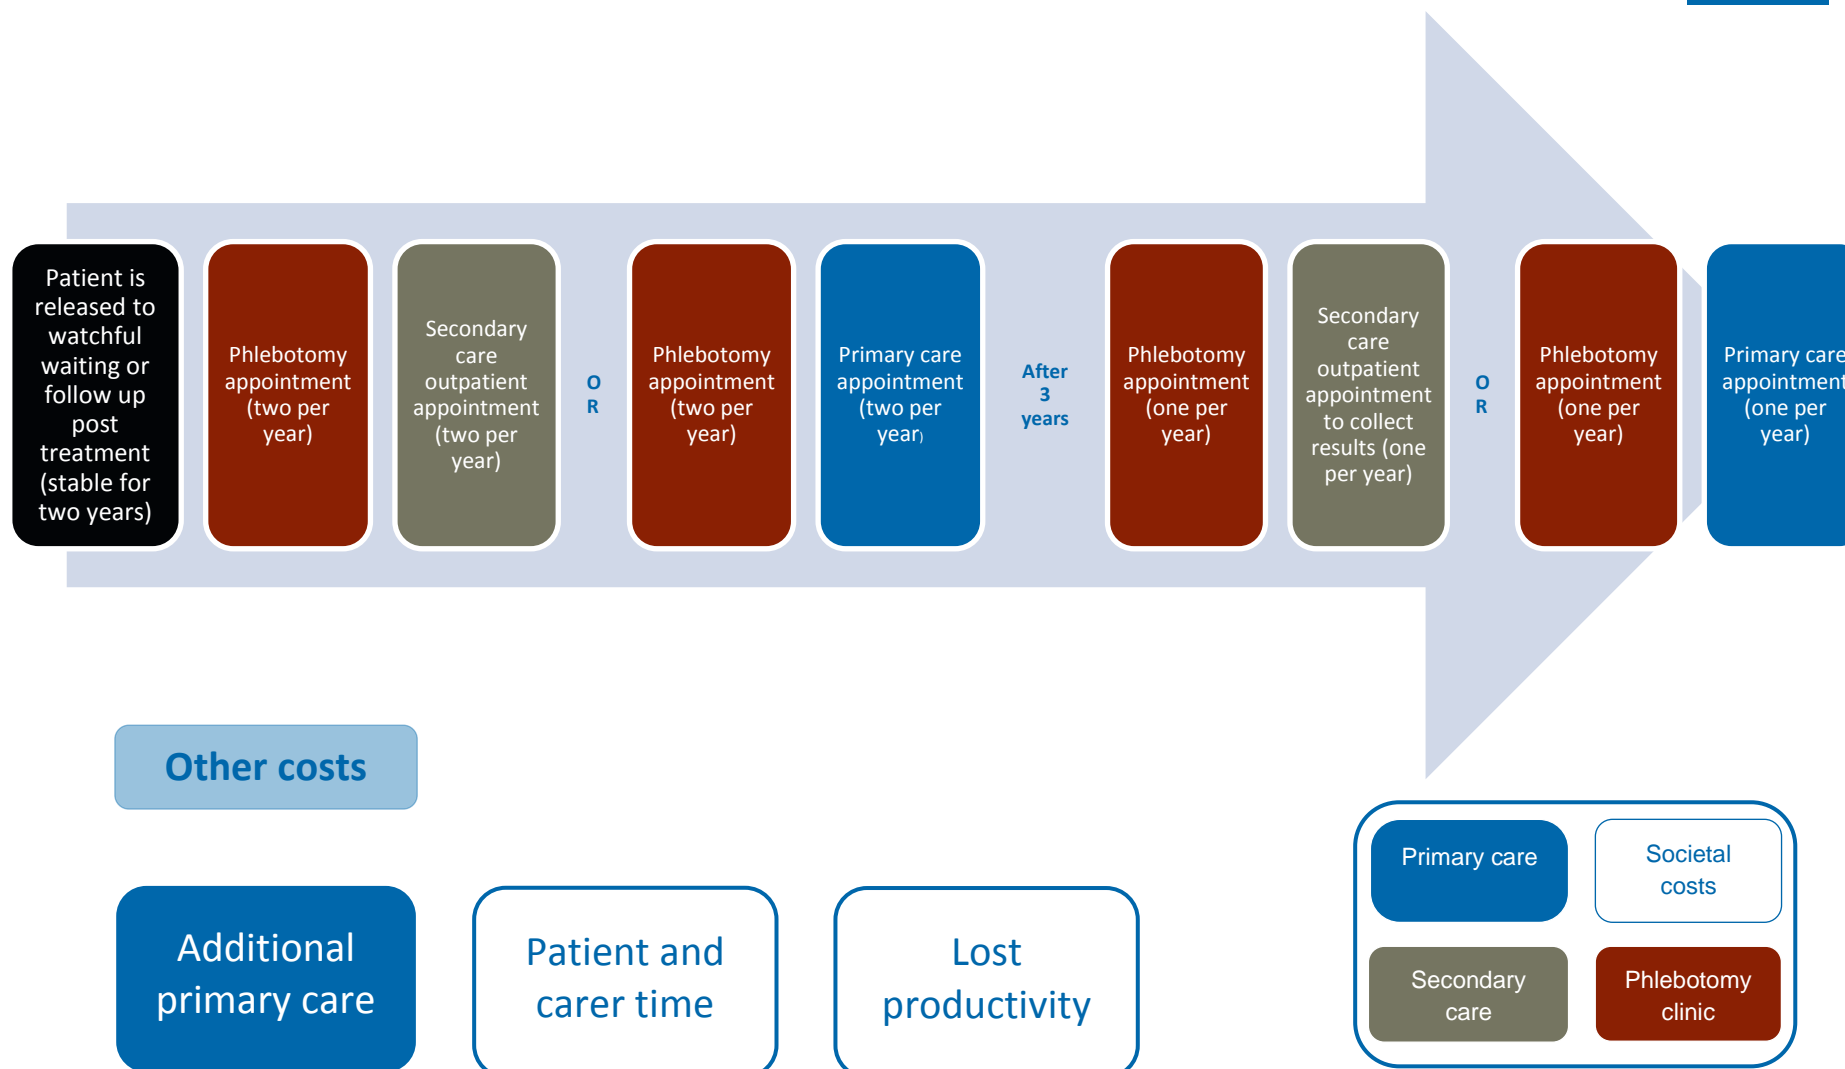 Patient is
released to
watchful
waiting or
follow up
post
treatment
(stable for
two years)
Phlebotomy
appointment
(two per
year)
Secondary
care
outpatient
appointment
(two per
year)
O
R
Phlebotomy
appointment
(two per
year)
Primary care
appointment
(two per
year)
After
3
years
Phlebotomy
appointment
(one per
year)
Secondary
care
outpatient
appointment
to collect
results (one
per year)
O
R
Phlebotomy
appointment
(one per
year)
Primary care
appointment
(one per
year)
Other costs
Additional
primary care
Patient and
carer time
Lost
productivity
Primary care
Societal
costs
Secondary
care
Phlebotomy
clinic